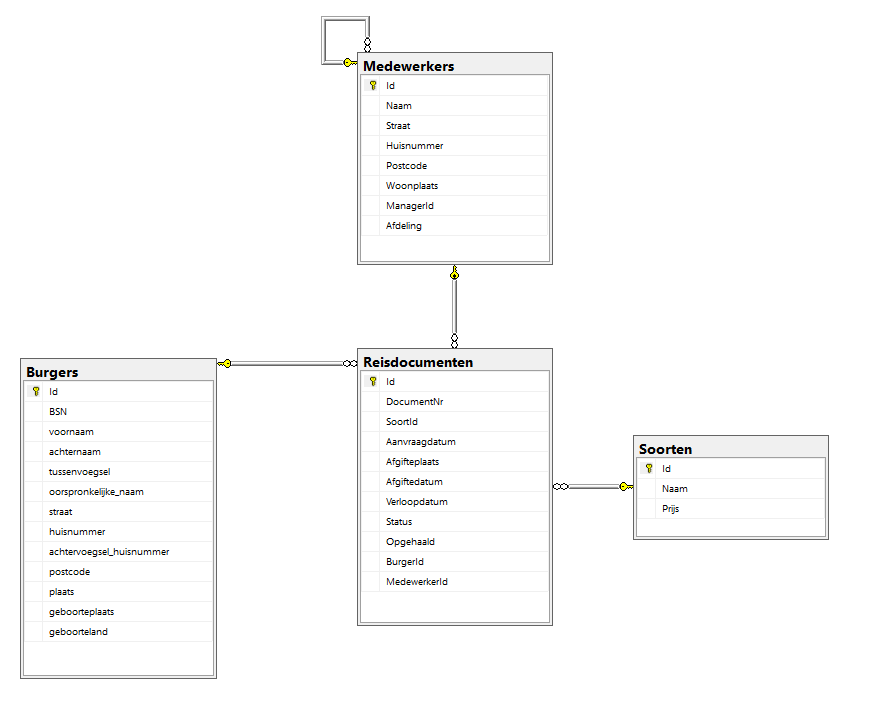 Medewerkers
Id
Naam
Straat
Huisnummer
Postcode
Woonplaats
ManagerId
Afdeling
Burgers
Id
BSN
voornaam
achternaam
tussenvoegsel
oorspronkelijke_naam
straat
huisnummer
achtervoegsel_huisnummer
postcode
plaats
geboorteplaats
geboorteland
Reisdocumenten
Id
DocumentNr
SoortId
Aanvraagdatum
Afgifteplaats
Afgiftedatum
Verloopdatum
Status
Opgehaald
BurgerId
MedewerkerId
Soorten
Id
Naam
Prijs